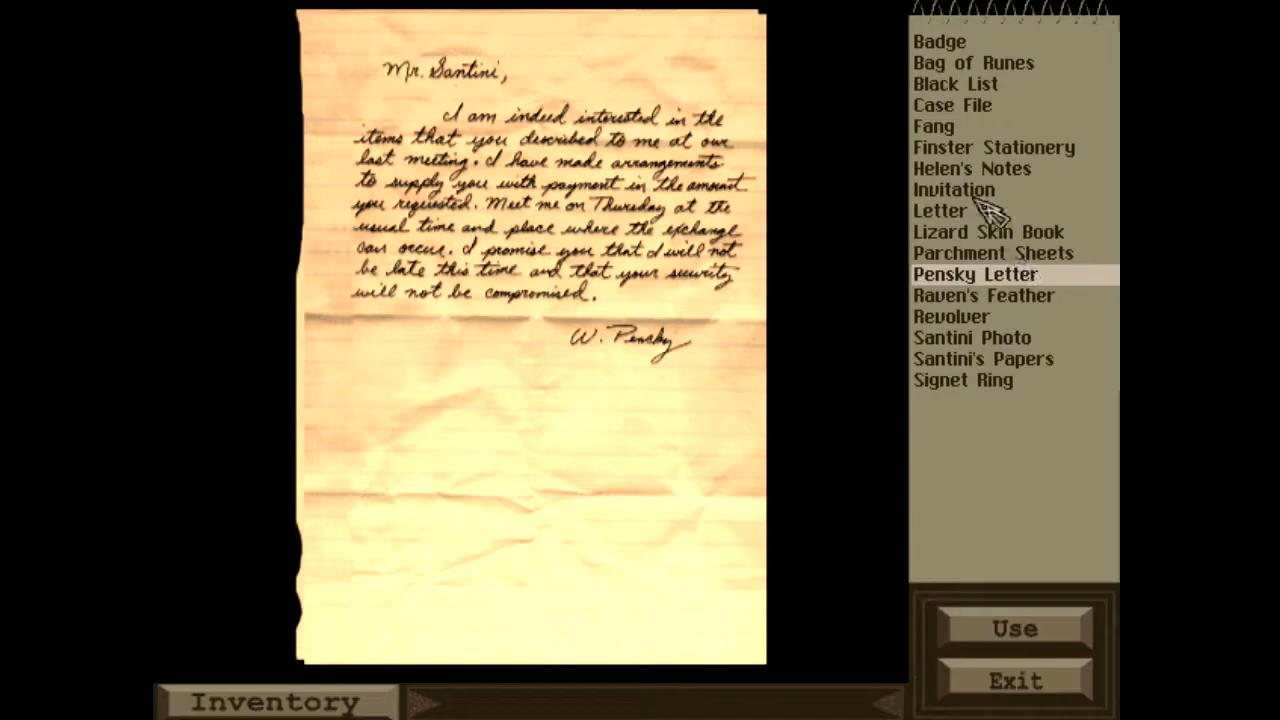 Mr. Santini,
I am indeed interested in the
items that you described to me at our
last meeting. I have made arrangements
to supply you with payment in the amount
you requested. Meet me on Thursday at the
usual time and place where the exchange
can occur. I promise you that I will not
be late this time and that your security
will not be compromised.
W. Pensky
Badge
Bag of Runes
Black List
Case File
Fang
Finster Stationery
Helen's Notes
Invitation
Letter
Lizard Skin Book
Parchment Sheets
Pensky Letter
Raven's Feather
Revolver
Santini Photo
Santini's Papers
Signet Ring
Use
Exit
Inventory